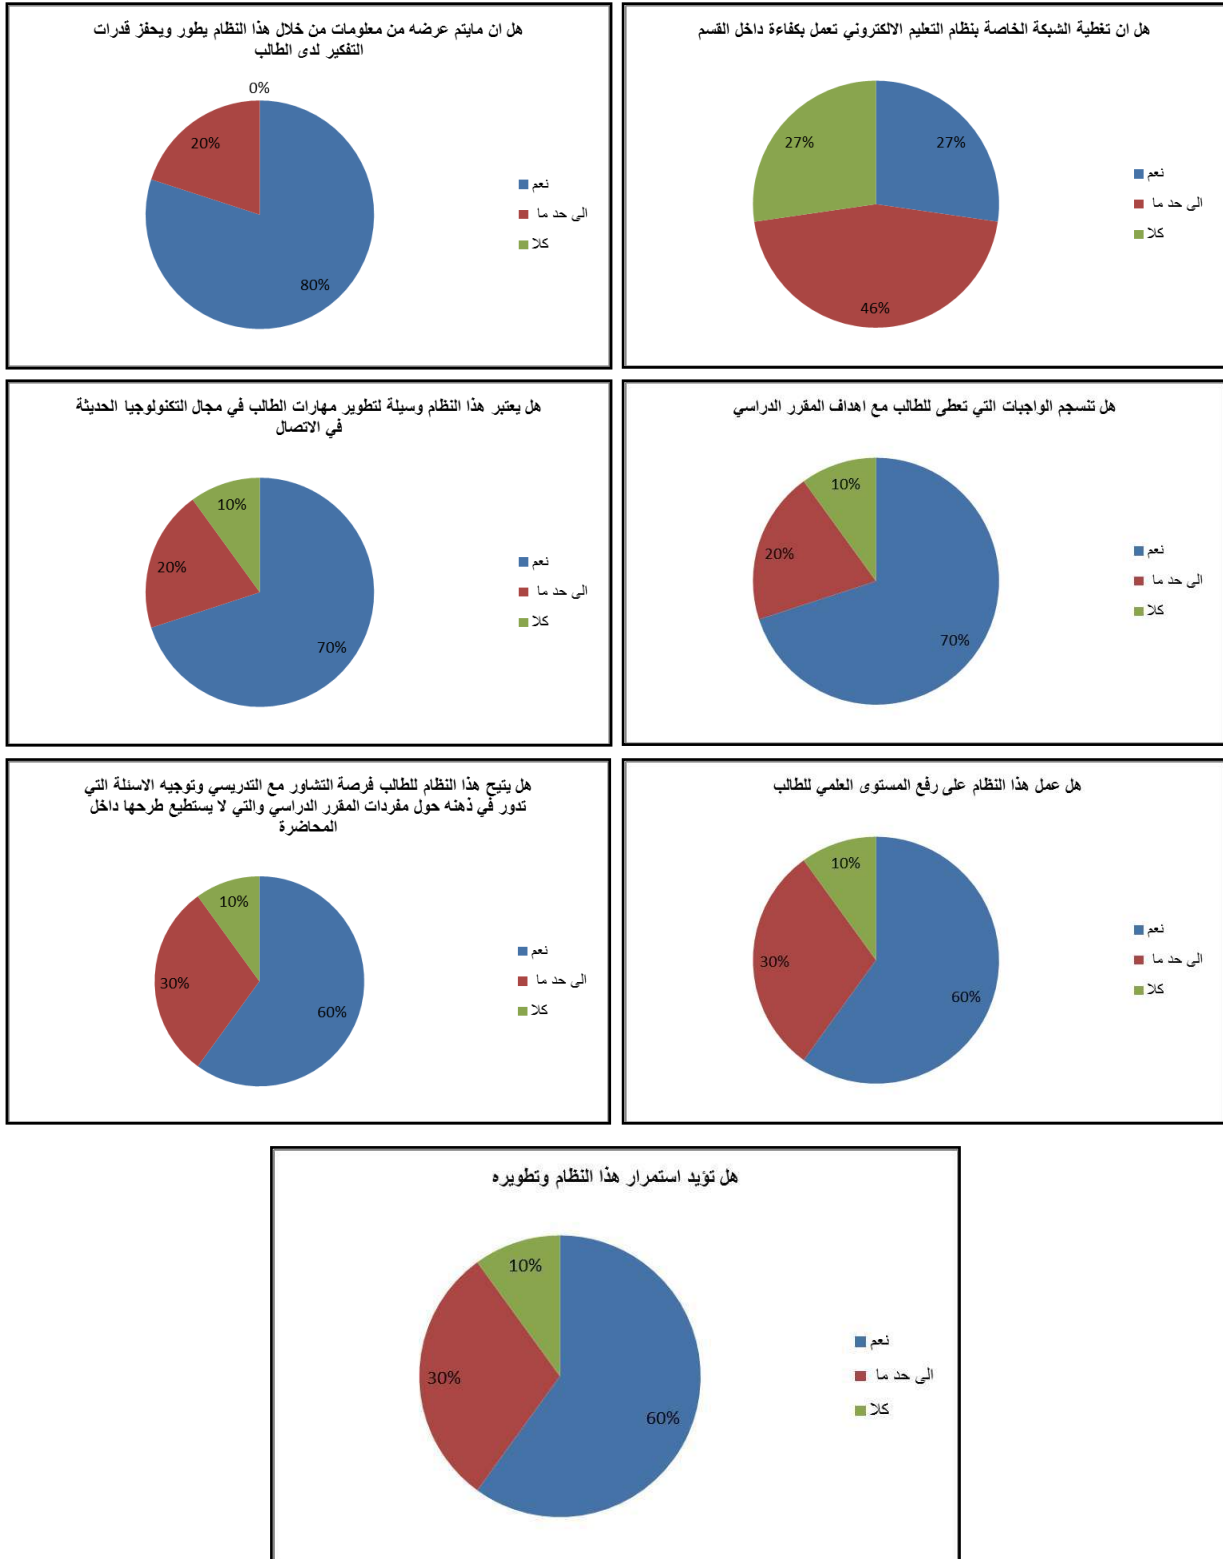 هل ان تغطية الشبكة الخاصة بنظام التعليم الالكتروني تعمل بكفاءة داخل القسم
27%
27%
46%
نعم
الى حد ما
كلا
هل ان مايتم عرضه من معلومات من خلال هذا النظام يطور ويحفز قدرات
التفكير لدى الطالب
0%
20%
80%
نعم
الى حد ما
كلا
هل تنسجم الواجبات التي تعطى للطالب مع اهداف المقرر الدراسي
10%
20%
70%
نعم
الى حد ما
كلا
هل يعتبر هذا النظام وسيلة لتطوير مهارات الطالب في مجال التكنولوجيا الحديثة
في الاتصال
10%
20%
70%
نعم
الى حد ما
كلا
هل عمل هذا النظام على رفع المستوى العلمي للطالب
10%
30%
60%
نعم
الى حد ما
كلا
هل يتيح هذا النظام للطالب فرصة التشاور مع التدريسي وتوجيه الاسئلة التي
تدور في ذهنه حول مفردات المقرر الدراسي والتي لا يستطيع طرحها داخل
المحاضرة
10%
30%
60%
نعم
الى حد ما
كلا
هل تؤيد استمرار هذا النظام وتطويره
10%
30%
60%
نعم
الى حد ما
كلا